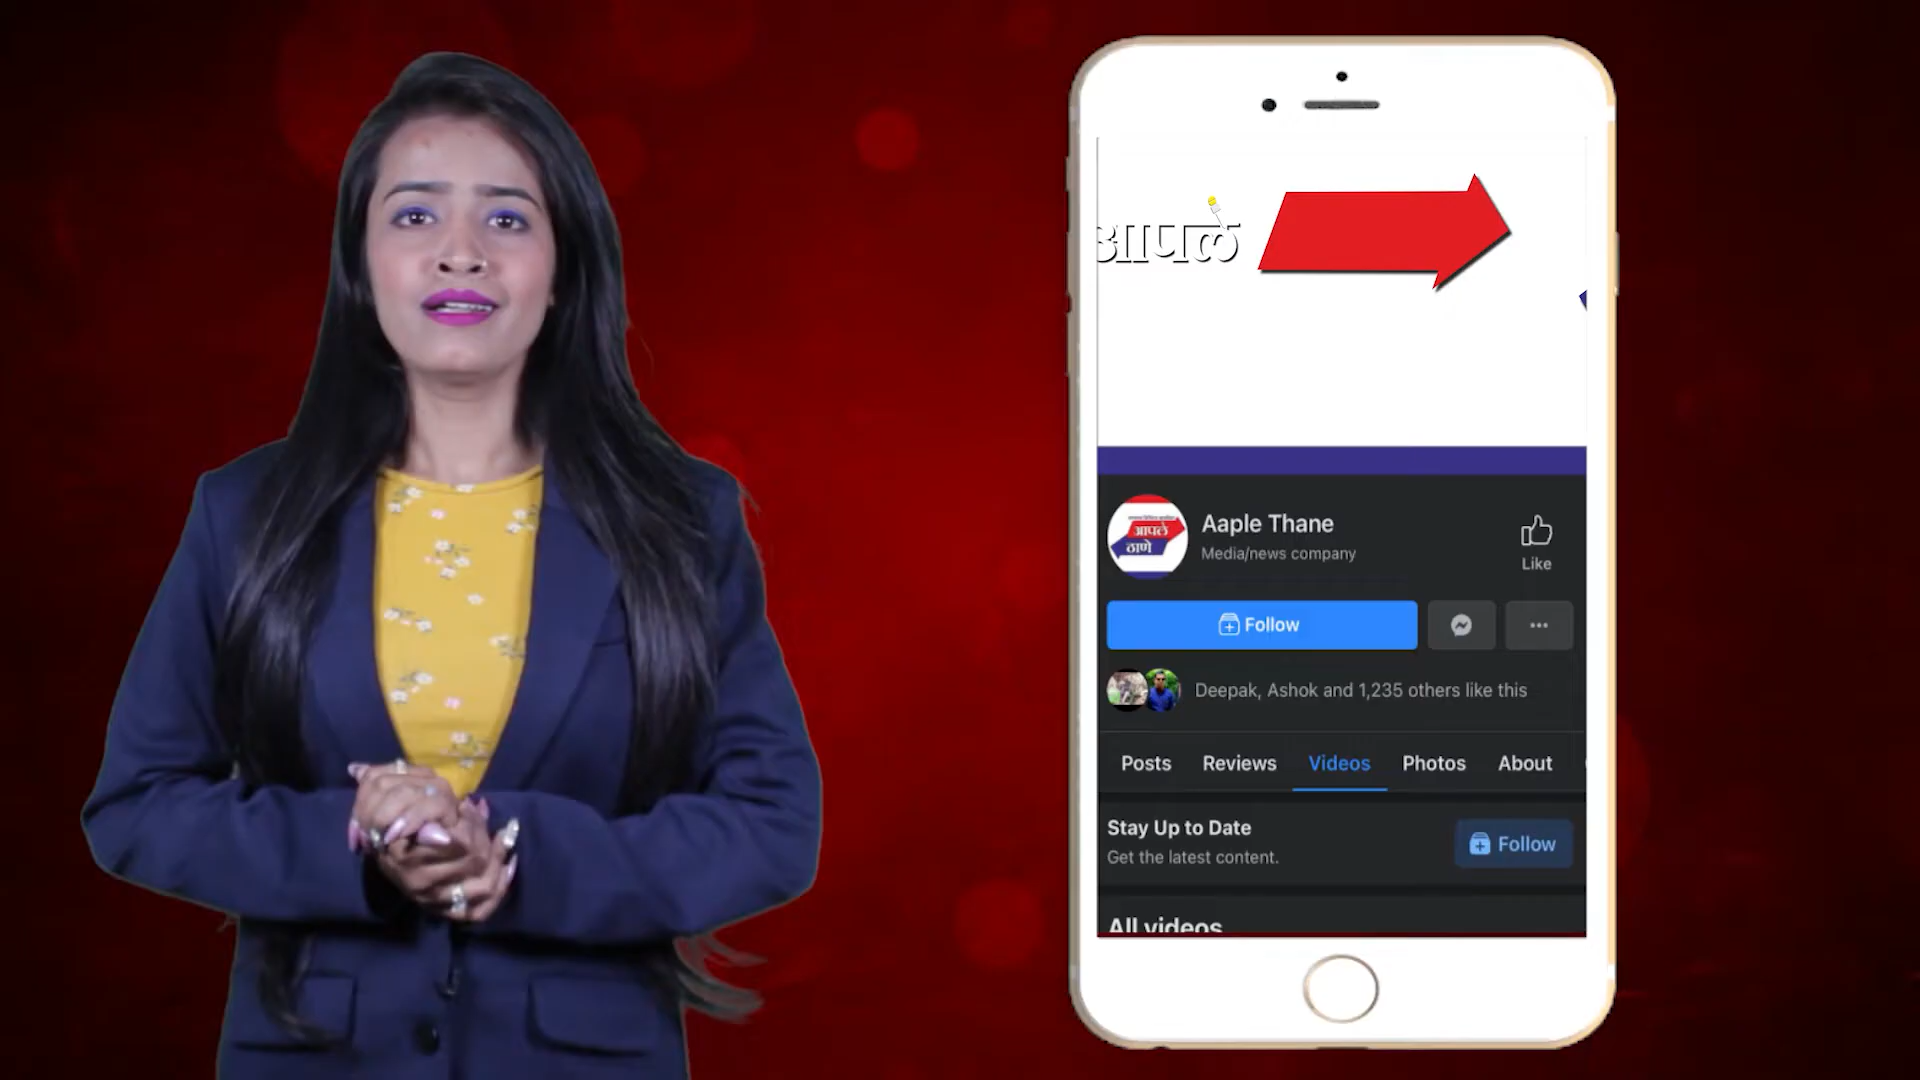 आपले
आपले
ठाणे
Aaple Thane
Media/news company
Like
Follow
Deepak, Ashok and 1,235 others like this
Posts Reviews Videos Photos About
Stay Up to Date
Get the latest content.
Follow
All videos